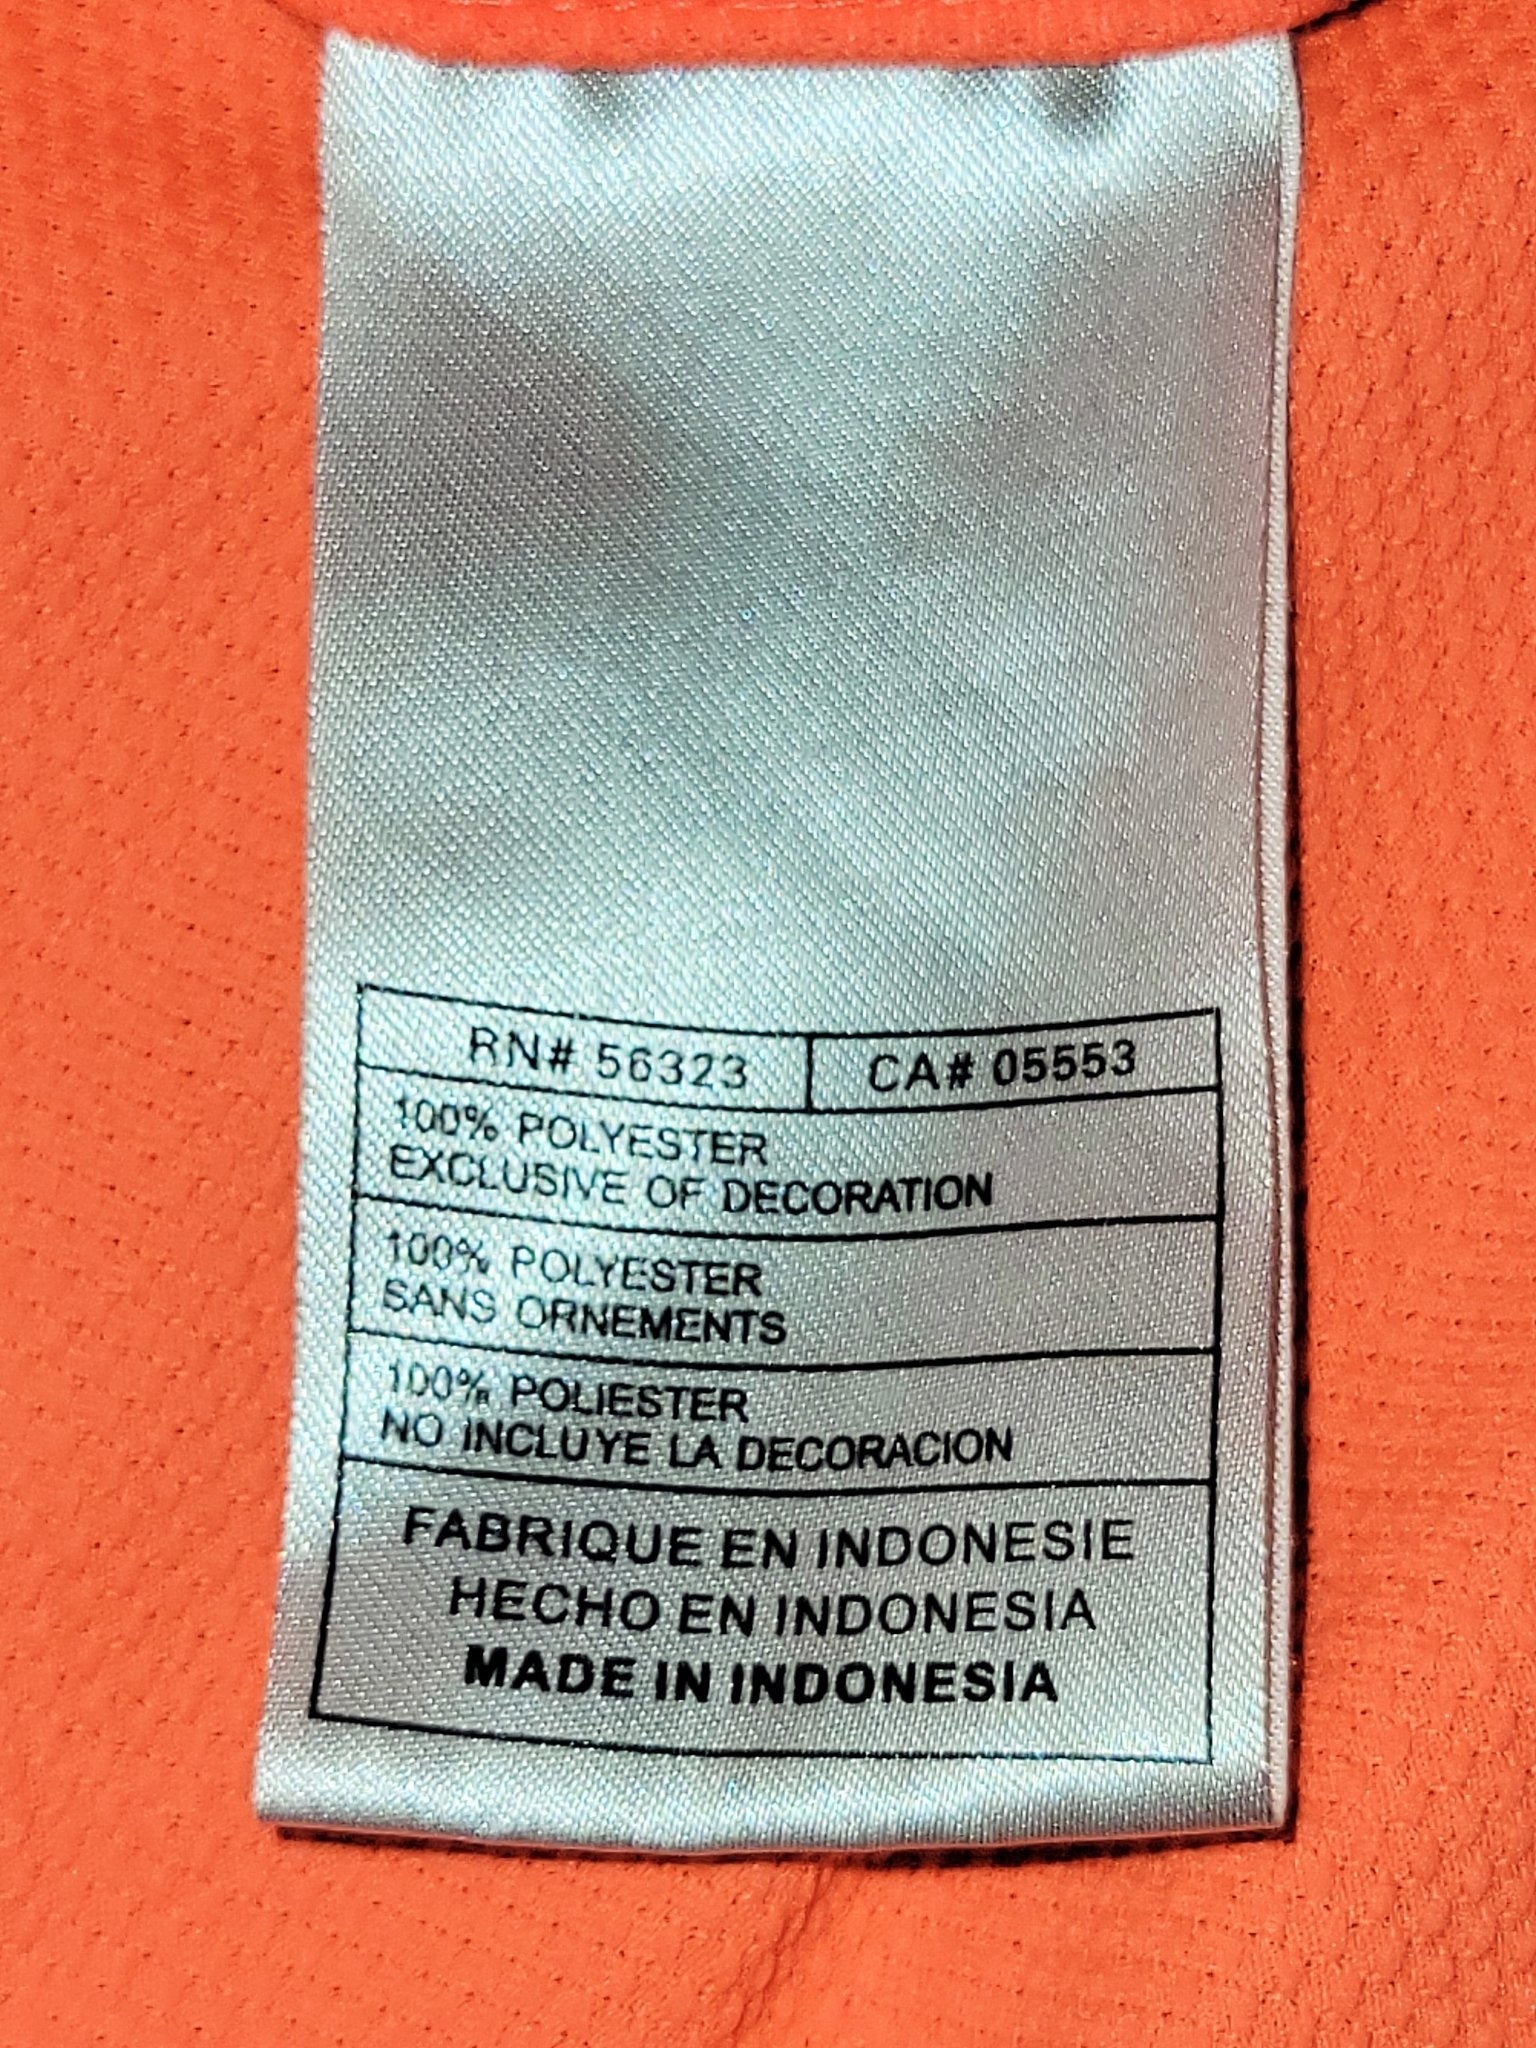 RN# 56323 CA# 05553
100% POLYESTER
EXCLUSIVE OF DECORATION
100% POLYESTER
SANS ORNEMENTS
100% POLIESTER
NO INCLUYE LA DECORACION
FABRIQUE EN INDONESIE
HECHO EN INDONESIA
MADE IN INDONESIA